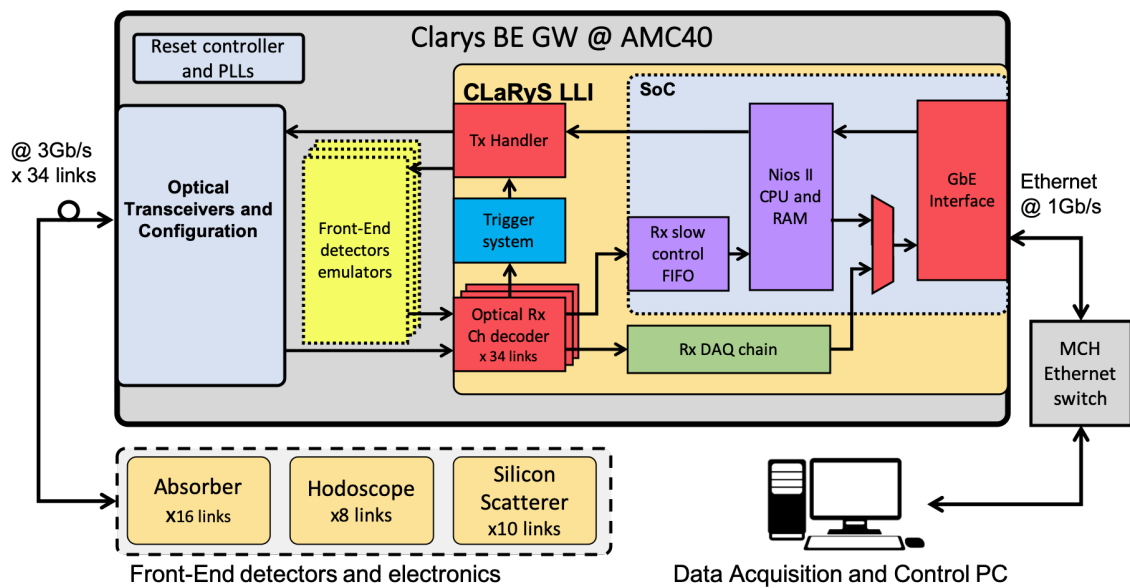 Clarys BE GW @ AMC40
Reset controller
and PLLs
CLaRyS LLI
SoC
@ 3Gb/s
x 34 links
Optical
Transceivers and
Configuration
Front-End
detectors
emulators
Tx Handler
Trigger
system
Optical Rx
Ch decoder
x 34 links
Rx slow
control
FIFO
Nios II
CPU and
RAM
GbE
Interface
Rx DAQ chain
Ethernet
@ 1Gb/s
MCH
Ethernet
switch
Absorber
x16 links
Hodoscope
x8 links
Silicon
Scatterer
x10 links
Front-End detectors and electronics
Data Acquisition and Control PC